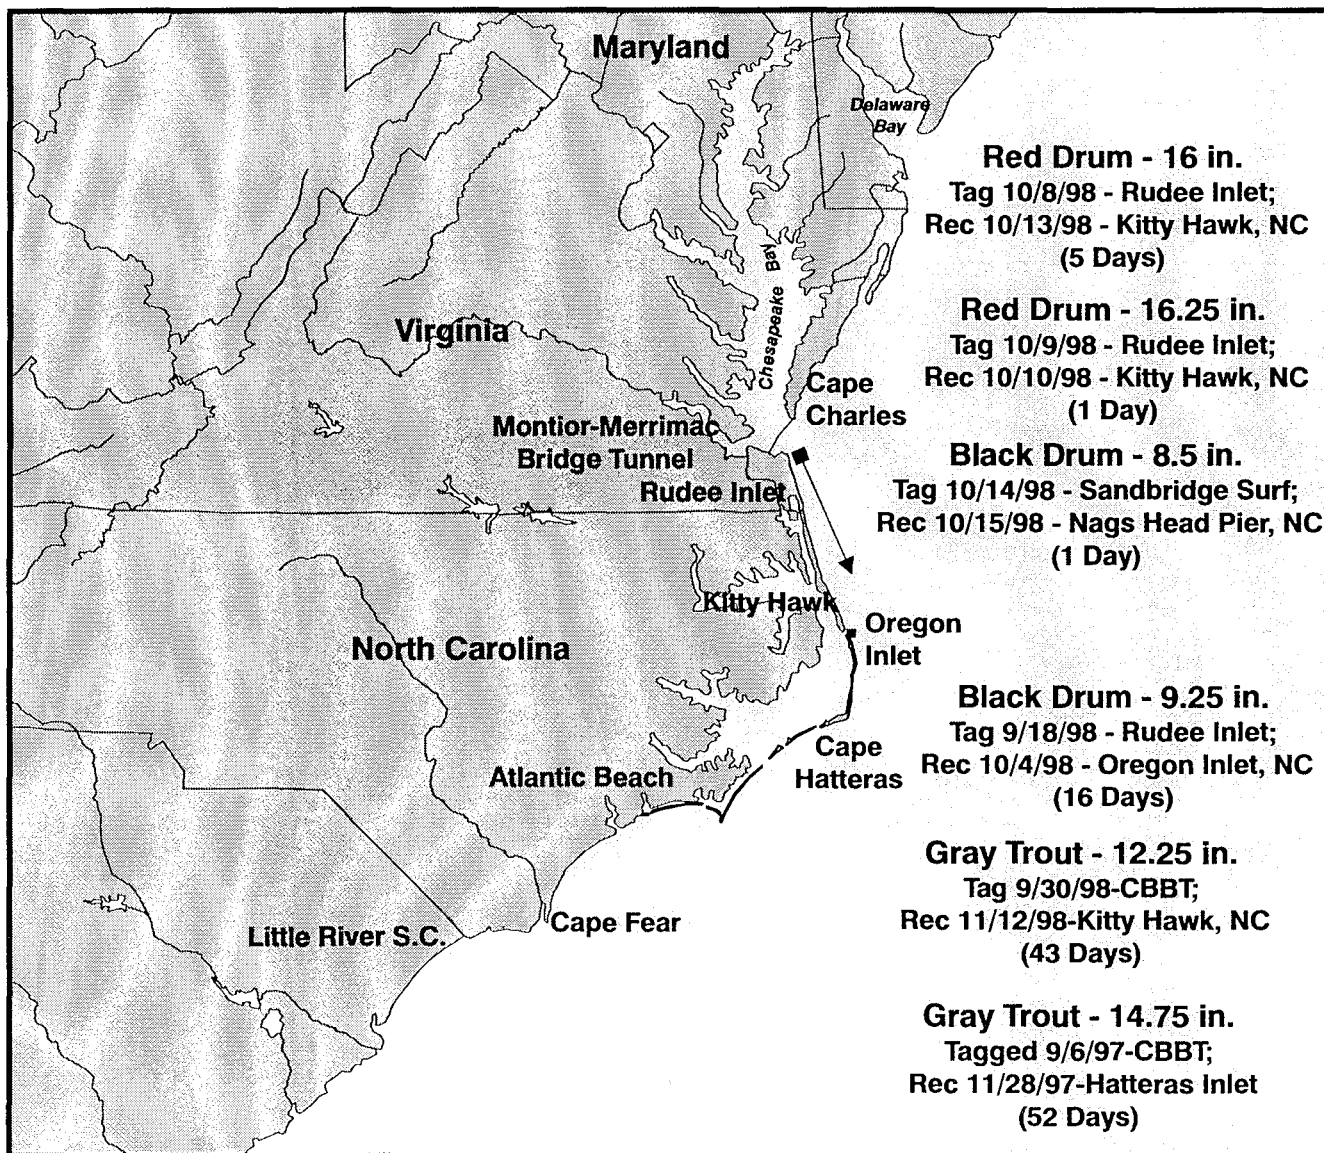 Maryland
Delaware
Bay
Red Drum - 16 in.
Tag 10/8/98 - Rudee Inlet;
Rec 10/13/98 - Kitty Hawk, NC
(5 Days)
Chesapeake Bay
Red Drum - 16.25 in.
Tag 10/9/98 - Rudee Inlet;
Rec 10/10/98 - Kitty Hawk, NC
(1 Day)
Virginia
Cape
Charles
Montior-Merrimac
Bridge Tunnel
Rudee Inlet
Black Drum - 8.5 in.
Tag 10/14/98 - Sandbridge Surf;
Rec 10/15/98 - Nags Head Pier, NC
(1 Day)
Kitty Hawk
Oregon
Inlet
North Carolina
Black Drum - 9.25 in.
Tag 9/18/98 - Rudee Inlet;
Rec 10/4/98 - Oregon Inlet, NC
(16 Days)
Cape
Hatteras
Atlantic Beach
Gray Trout - 12.25 in.
Tag 9/30/98-CBBT;
Rec 11/12/98-Kitty Hawk, NC
(43 Days)
Cape Fear
Little River S.C.
Gray Trout - 14.75 in.
Tagged 9/6/97-CBBT;
Rec 11/28/97-Hatteras Inlet
(52 Days)